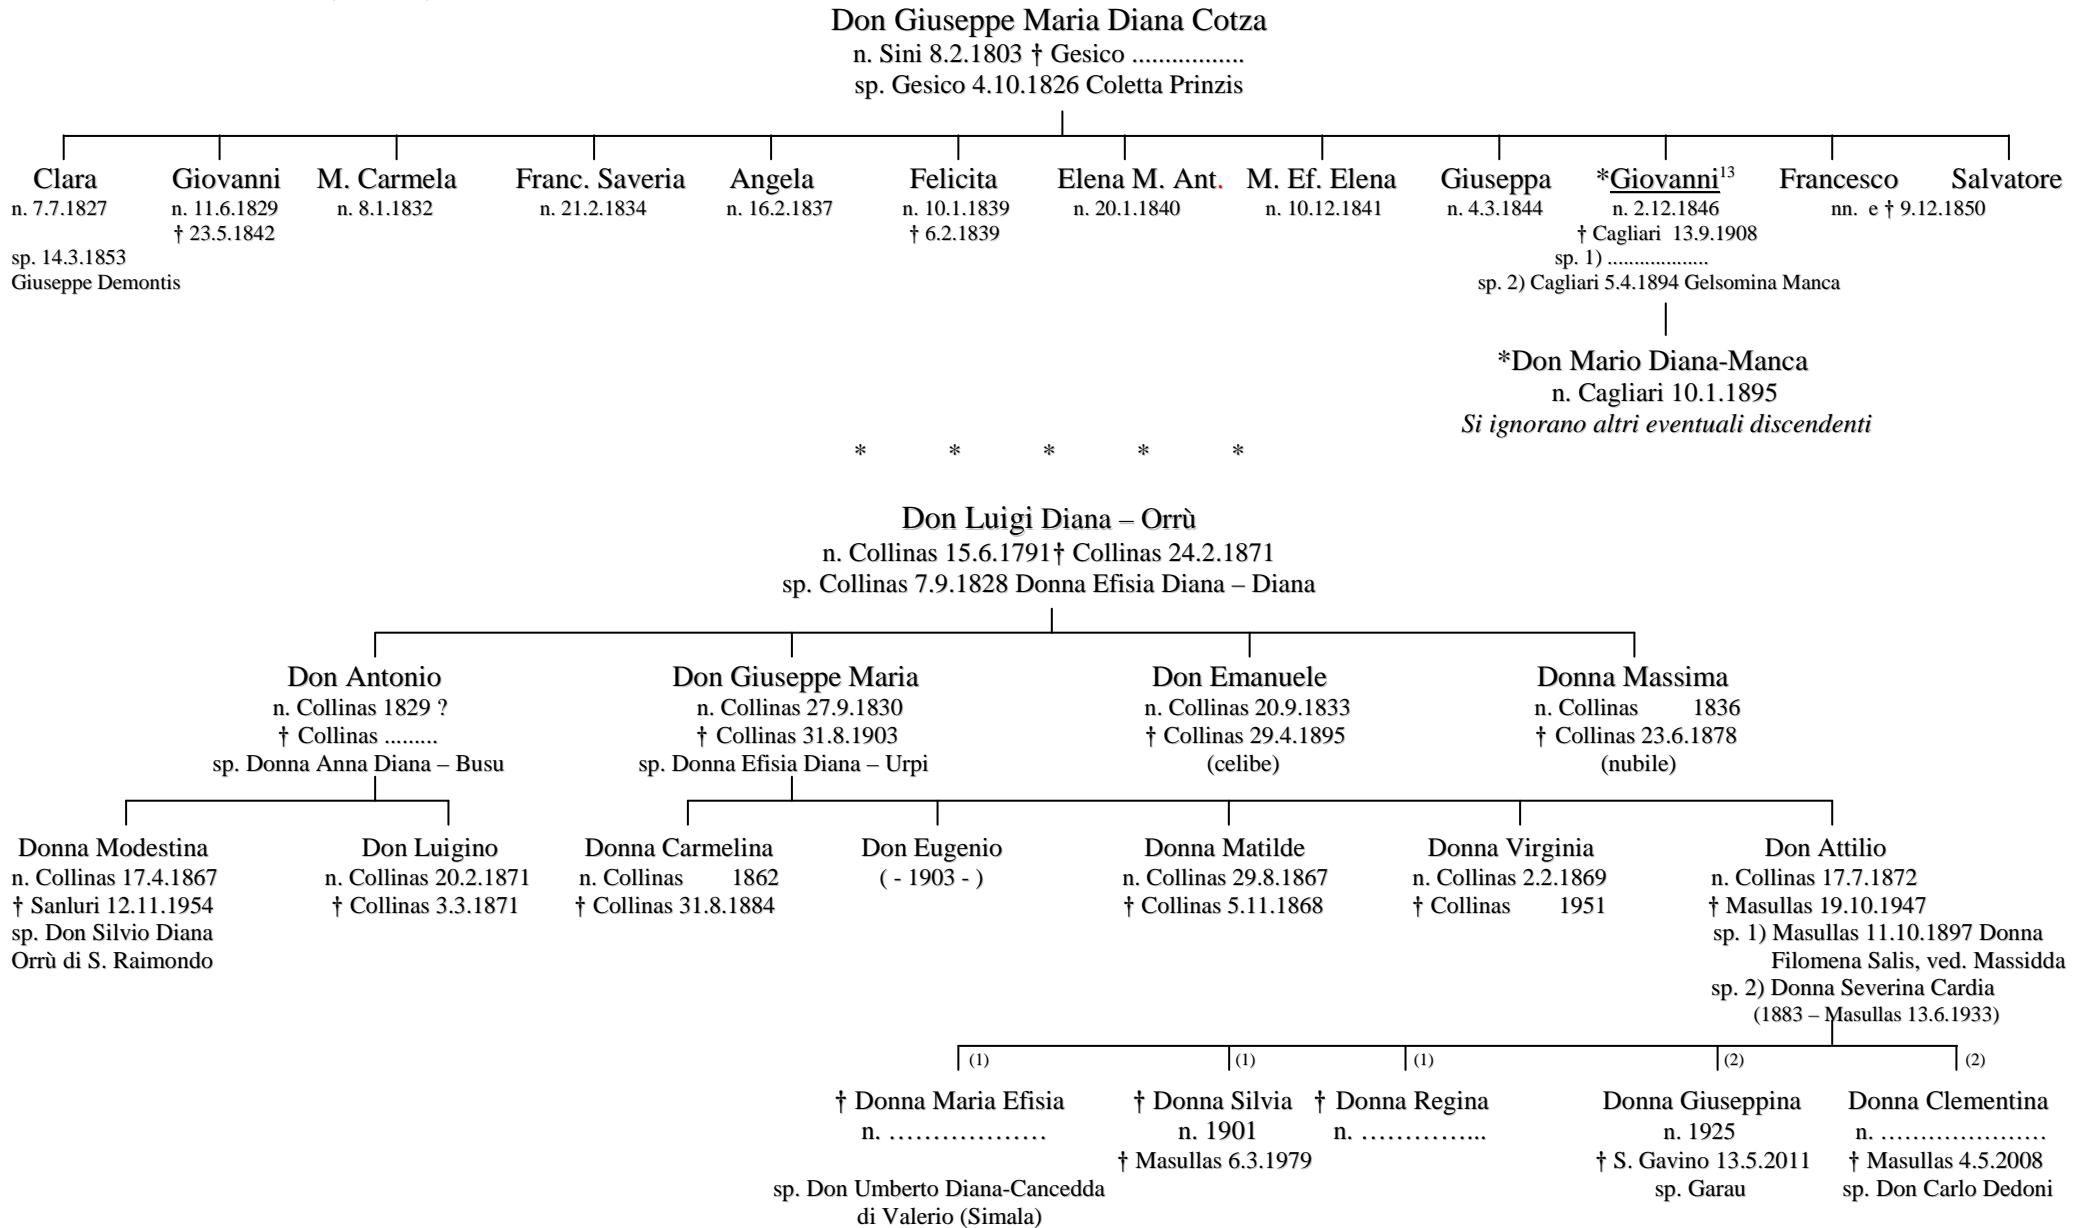 Don Giuseppe Maria Diana Cotza
n. Sini 8.2.1803 † Gesico .................
sp. Gesico 4.10.1826 Coletta Prinzis
Clara
n. 7.7.1827
sp. 14.3.1853
Giuseppe Demontis
Giovanni
n. 11.6.1829
† 23.5.1842
M. Carmela
n. 8.1.1832
Franc. Saveria
n. 21.2.1834
Angela
n. 16.2.1837
Felicita
n. 10.1.1839
† 6.2.1839
Elena M. Ant.
n. 20.1.1840
M. Ef. Elena
n. 10.12.1841
Giuseppa
n. 4.3.1844
*Giovanni¹³
n. 2.12.1846
† Cagliari 13.9.1908
sp. 1) ...................
sp. 2) Cagliari 5.4.1894 Gelsomina Manca
Francesco Salvatore
nn. e † 9.12.1850
*Don Mario Diana-Manca
n. Cagliari 10.1.1895
Si ignorano altri eventuali discendenti
* * * * *
Don Luigi Diana – Orrù
n. Collinas 15.6.1791† Collinas 24.2.1871
sp. Collinas 7.9.1828 Donna Efisia Diana – Diana
Don Antonio
n. Collinas 1829 ?
† Collinas .........
sp. Donna Anna Diana – Busu
Don Giuseppe Maria
n. Collinas 27.9.1830
† Collinas 31.8.1903
sp. Donna Efisia Diana – Urpi
Don Emanuele
n. Collinas 20.9.1833
† Collinas 29.4.1895
(celibe)
Donna Massima
n. Collinas 1836
† Collinas 23.6.1878
(nubile)
Donna Modestina
n. Collinas 17.4.1867
† Sanluri 12.11.1954
sp. Don Silvio Diana
Orrù di S. Raimondo
Don Luigino
n. Collinas 20.2.1871
† Collinas 3.3.1871
Donna Carmelina
n. Collinas 1862
† Collinas 31.8.1884
Don Eugenio
( - 1903 - )
Donna Matilde
n. Collinas 29.8.1867
† Collinas 5.11.1868
Donna Virginia
n. Collinas 2.2.1869
† Collinas 1951
Don Attilio
n. Collinas 17.7.1872
† Masullas 19.10.1947
sp. 1) Masullas 11.10.1897 Donna
Filomena Salis, ved. Massidda
sp. 2) Donna Severina Cardia
(1883 – Masullas 13.6.1933)
(1)
† Donna Maria Efisia
n. ………………
sp. Don Umberto Diana-Cancedda
di Valerio (Simala)
(1)
† Donna Silvia
n. 1901
† Masullas 6.3.1979
(1)
† Donna Regina
n. …………...
(2)
Donna Giuseppina
n. 1925
† S. Gavino 13.5.2011
sp. Garau
(2)
Donna Clementina
n. …………………
† Masullas 4.5.2008
sp. Don Carlo Dedoni